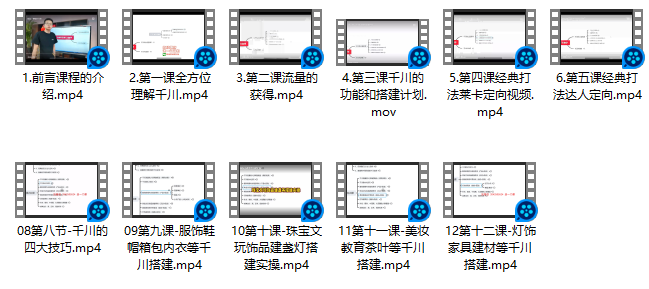 1.前言课程的介
绍.mp4
2.第一课全方位
理解千川.mp4
3.第二课流量的
获得.mp4
4.第三课千川的
功能和搭建计划.
mov
5.第四课经典打
法莱卡定向视频.
mp4
6.第五课经典打
法达人定向.mp4
08第八节-千川的
四大技巧.mp4
09第九课-服饰鞋
帽箱包内衣等千
川搭建.mp4
10第十课-珠宝文
玩饰品建盏灯搭
建实操.mp4
11第十一课-美妆
教育茶叶等千川
搭建.mp4
12第十二课-灯饰
家具建材等千川
搭建.mp4